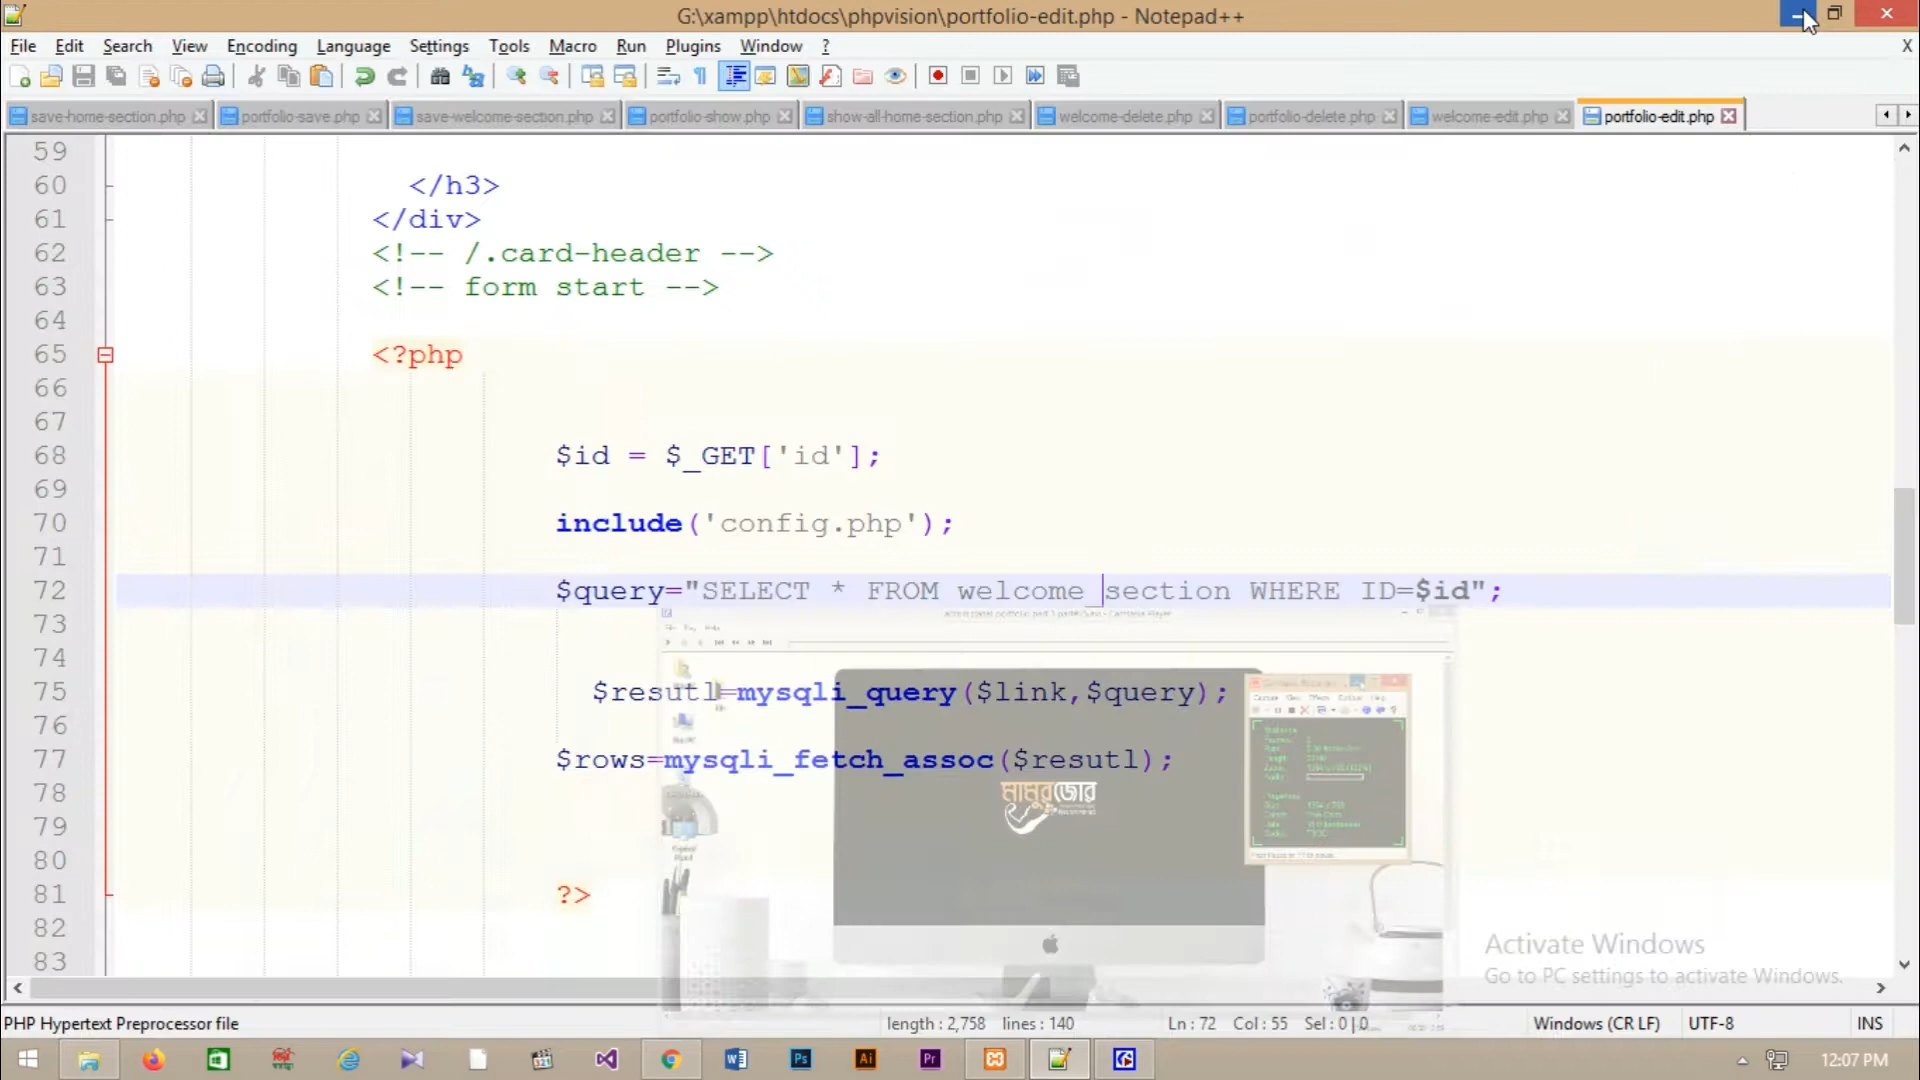 G:\xampp\htdocs\phpvision\portfolio-edit.php - Notepad++
File Edit Search View Encoding Language Settings Tools Macro Run Plugins Window ? X
save-home-section.php portfolio-save.php save-welcome-section.php portfolio-show.php show-all-home-section.php welcome-delete.php portfolio-delete.php welcome-edit.php portfolio-edit.php
59
60 </h3>
61 </div>
62 <!-- /.card-header -->
63 <!-- form start -->
64
65 <?php
66
67
68 $id = $_GET['id'];
69
70 include('config.php');
71
72 $query="SELECT * FROM welcome_section WHERE ID=$id";
73
74
75 $resutl=mysqli_query($link,$query);
76
77 $rows=mysqli_fetch_assoc($resutl);
78
79
80
81 ?>
82
83
মামুরজোর
Activate Windows
Go to PC settings to activate Windows.
PHP Hypertext Preprocessor file length : 2,758 lines : 140 Ln : 72 Col : 55 Sel : 0 | 0 Windows (CR LF) UTF-8 INS
Ps Ai Pr
12:07 PM